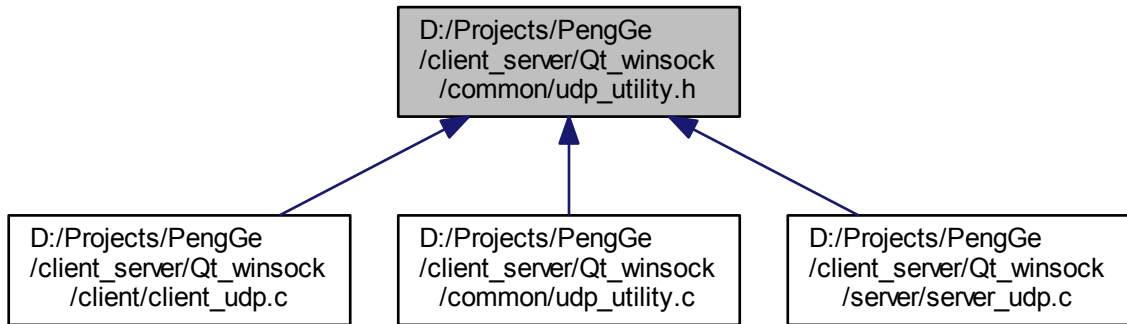 D:/Projects/PengGe
/client_server/Qt_winsock
/common/udp_utility.h
D:/Projects/PengGe
/client_server/Qt_winsock
/client/client_udp.c
D:/Projects/PengGe
/client_server/Qt_winsock
/common/udp_utility.c
D:/Projects/PengGe
/client_server/Qt_winsock
/server/server_udp.c